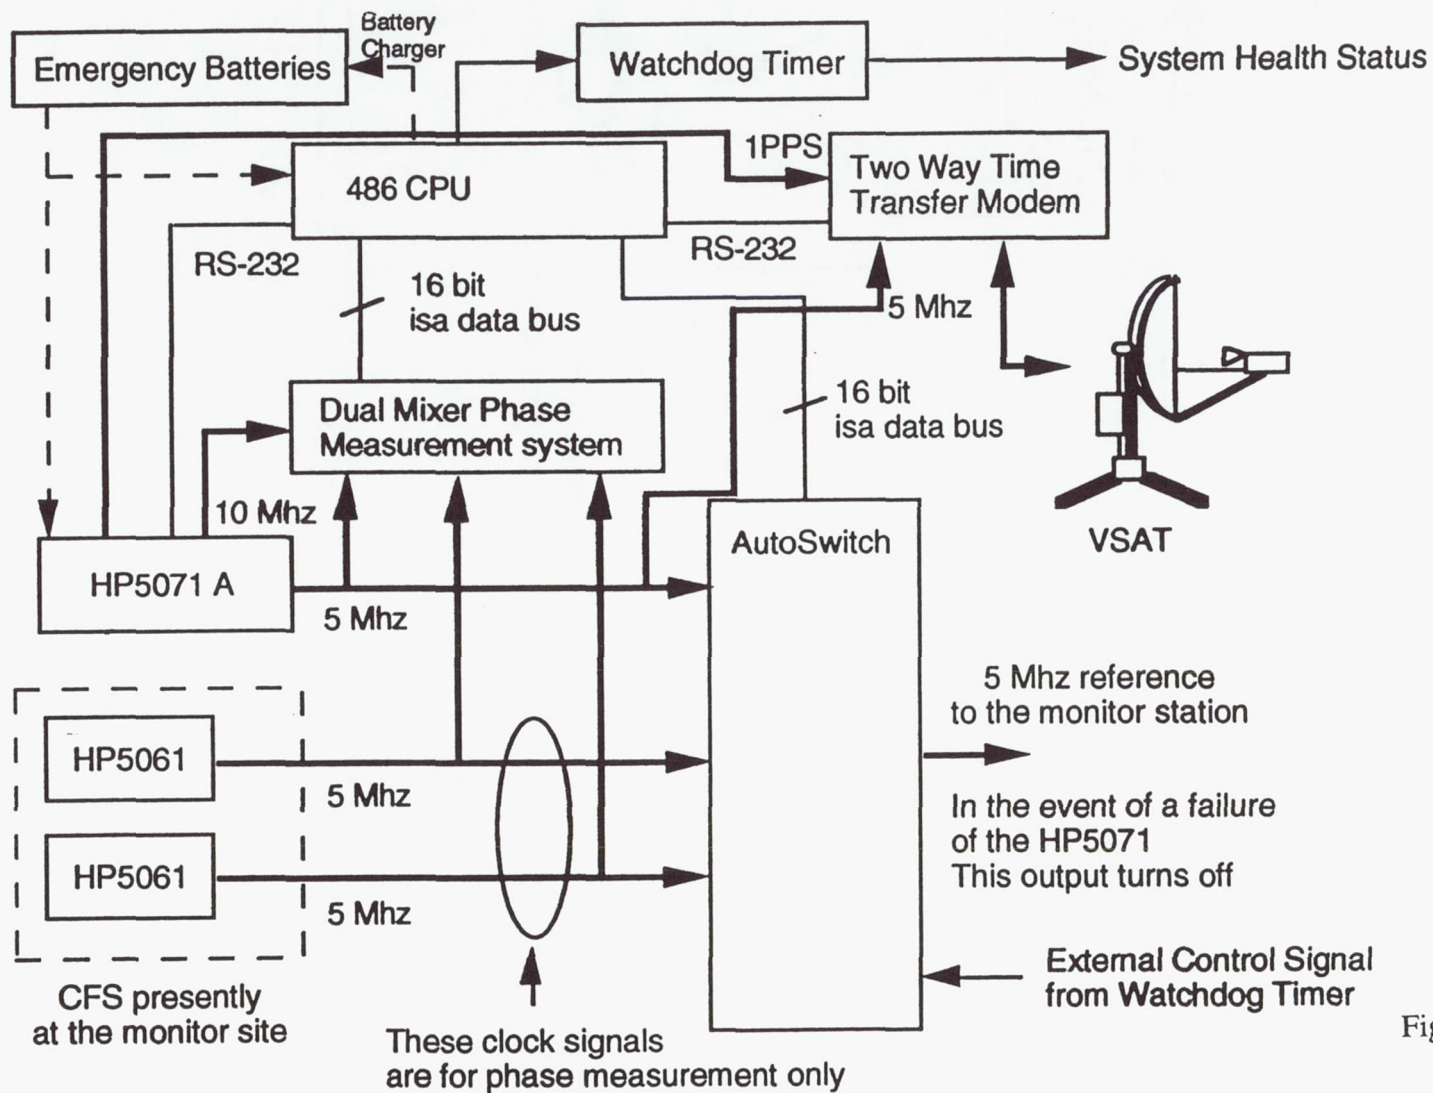 Battery
Charger
Emergency Batteries
Watchdog Timer
System Health Status
1PPS
486 CPU
Two Way Time
Transfer Modem
RS-232
RS-232
16 bit
isa data bus
5 Mhz
Dual Mixer Phase
Measurement system
16 bit
isa data bus
10 Mhz
AutoSwitch
VSAT
HP5071 A
5 Mhz
5 Mhz reference
to the monitor station
HP5061
5 Mhz
In the event of a failure
of the HP5071
This output turns off
HP5061
5 Mhz
External Control Signal
from Watchdog Timer
CFS presently
at the monitor site
These clock signals
are for phase measurement only
Fig